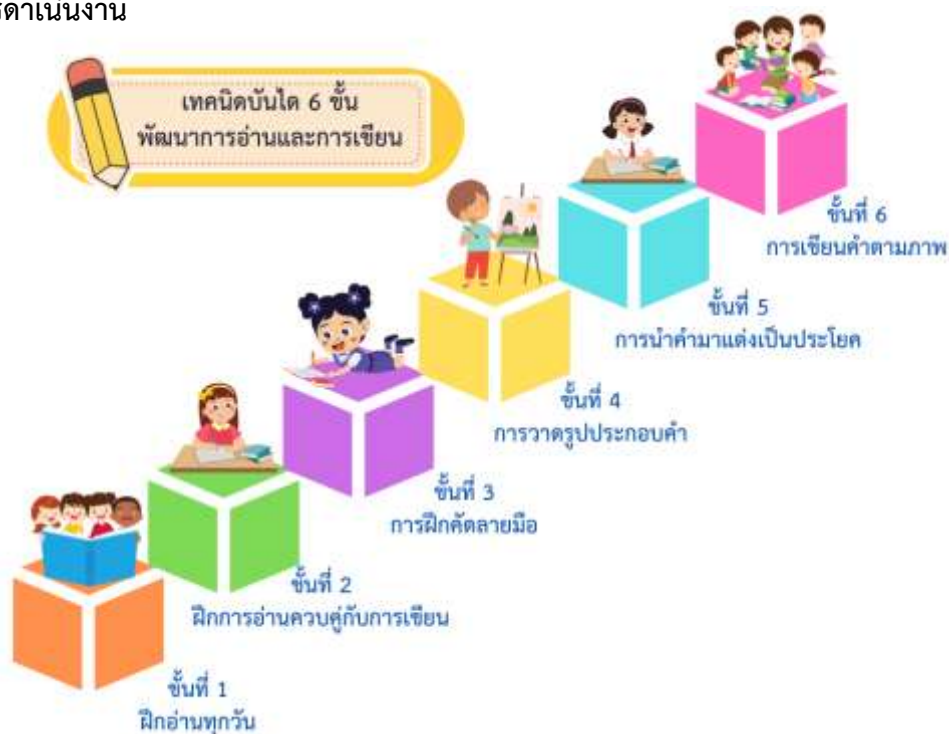 เทคนิดบันได 6 ขั้น
พัฒนาการอ่านและการเขียน
ขั้นที่ 6
การเขียนคำตามภาพ
ขั้นที่ 5
การนำคำมาแต่งเป็นประโยค
ขั้นที่ 4
การวาดรูปประกอบคำ
ขั้นที่ 3
การฝึกคัดลายมือ
ขั้นที่ 2
ฝึกการอ่านควบคู่กับการเขียน
ขั้นที่ 1
ฝึกอ่านทุกวัน